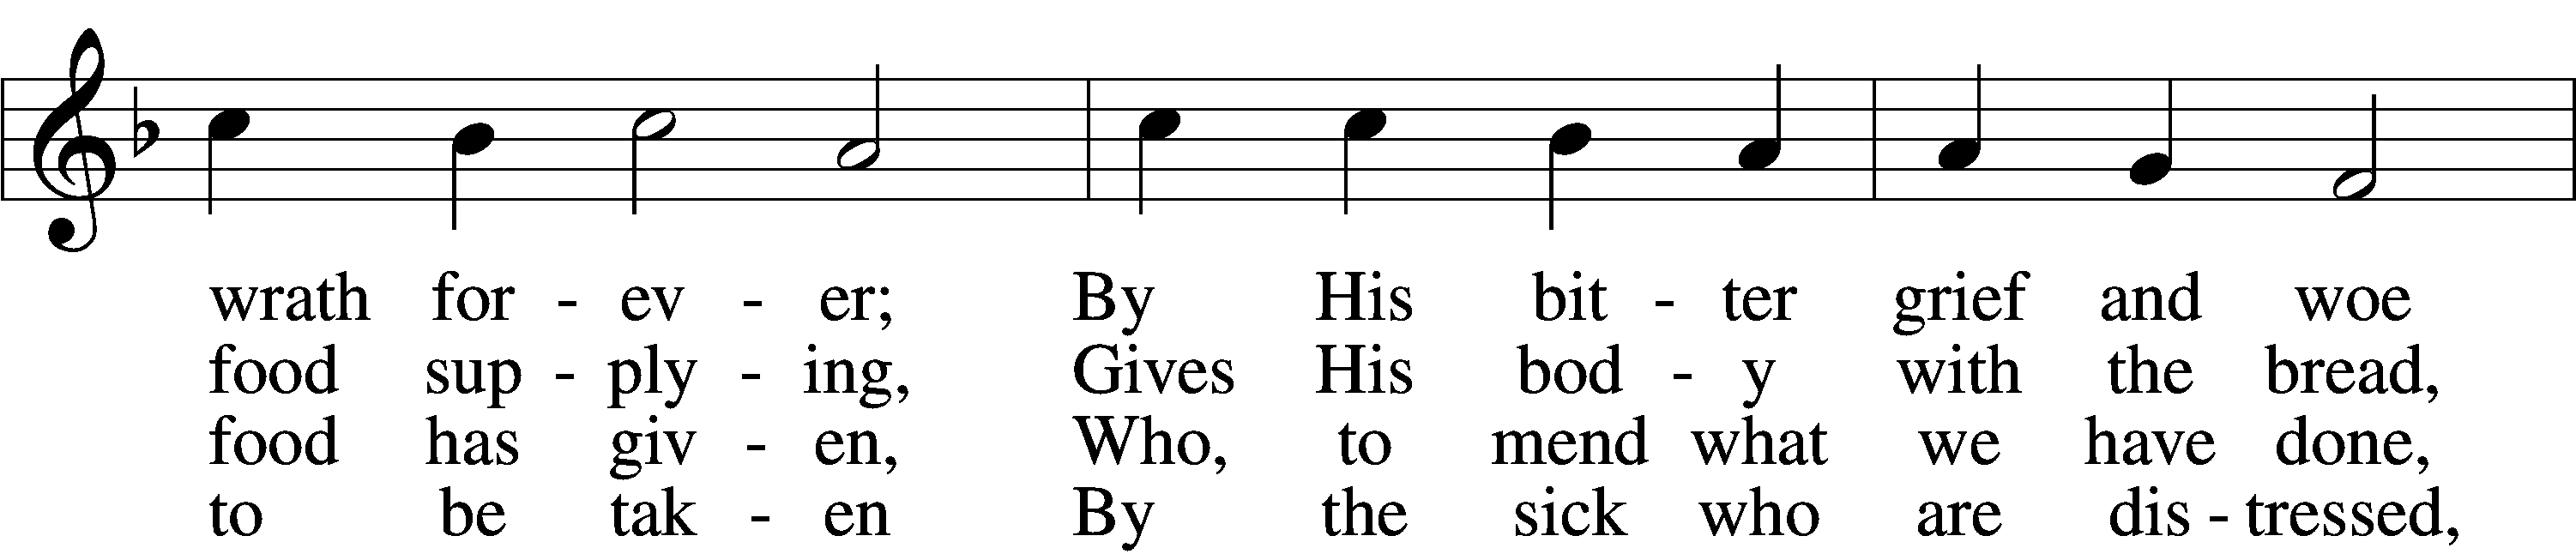 wrath for - ev - er; By His bit - ter grief and woe
food sup - ply - ing, Gives His bod - y with the bread,
food has giv - en, Who, to mend what we have done,
to be tak - en By the sick who are dis - tressed,